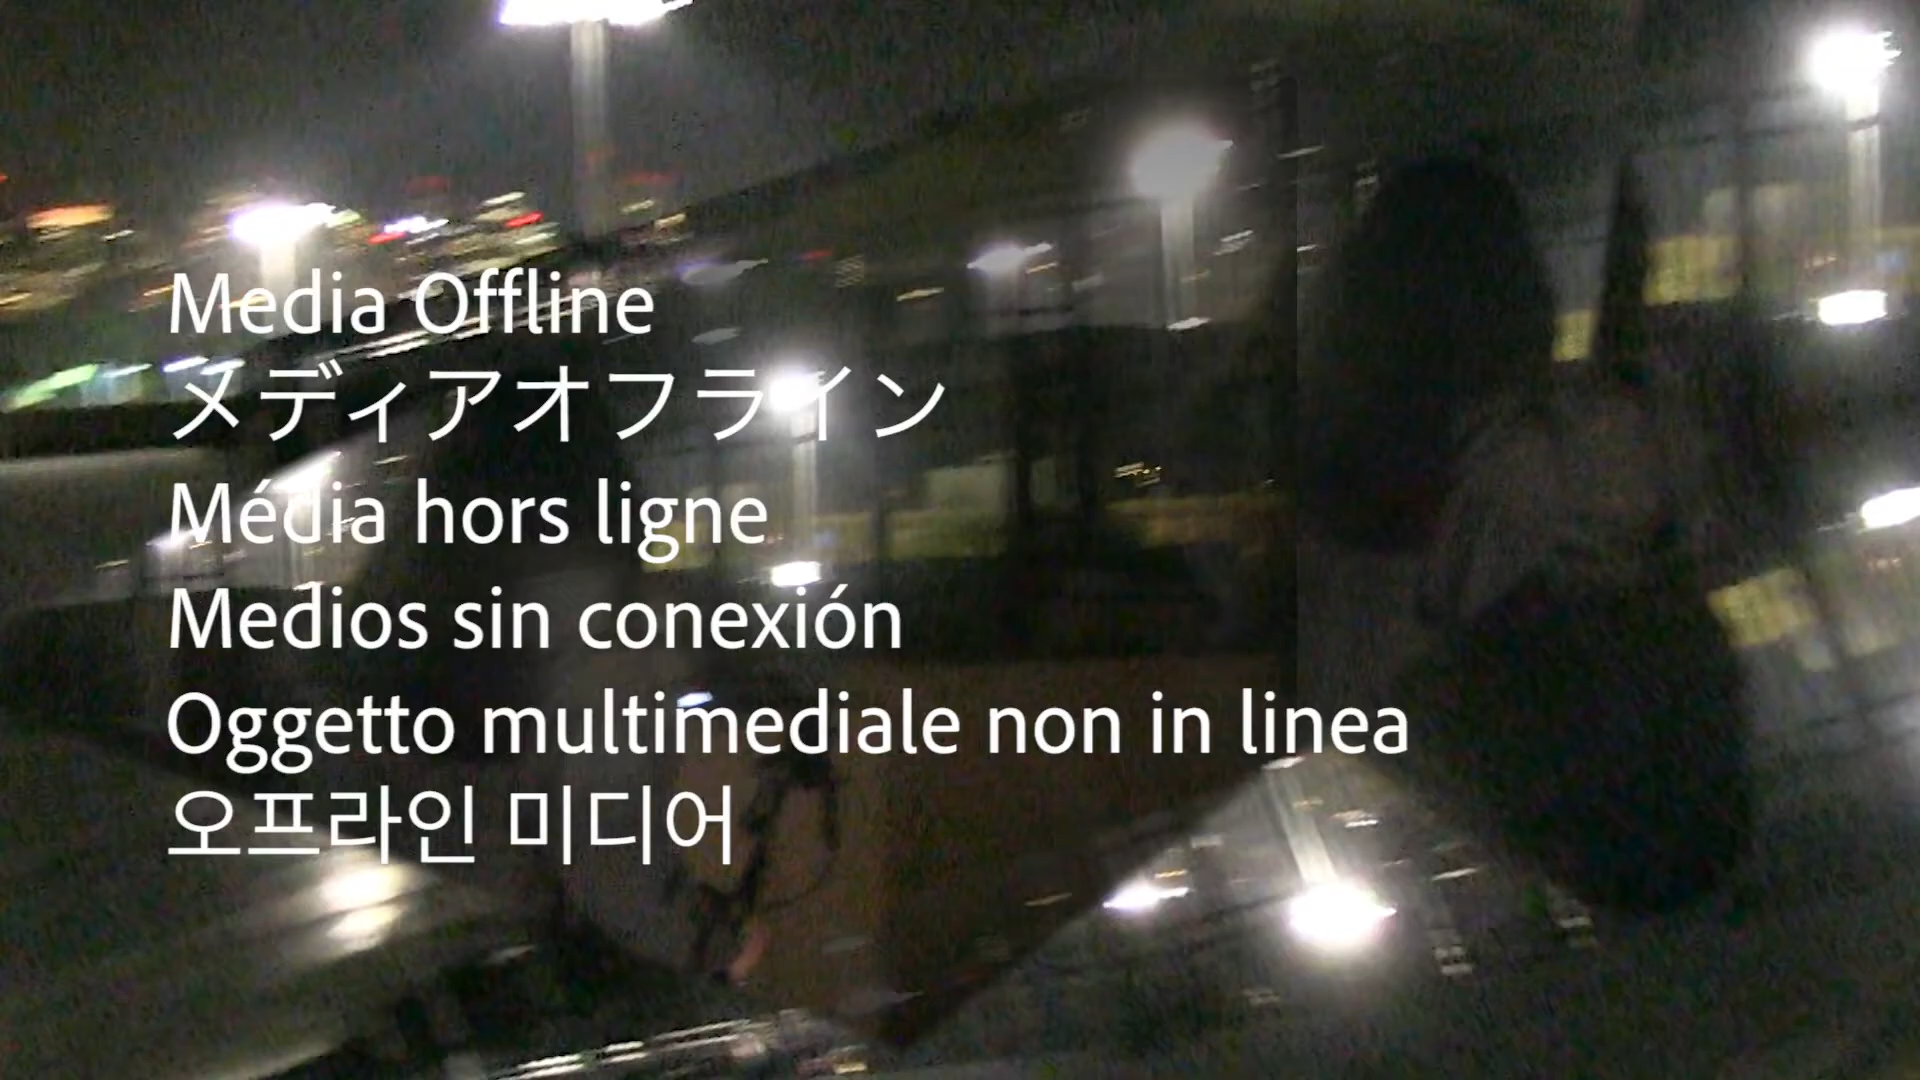 Media Offline
メディアオフライン
Média hors ligne
Medios sin conexión
Oggetto multimediale non in linea
오프라인 미디어